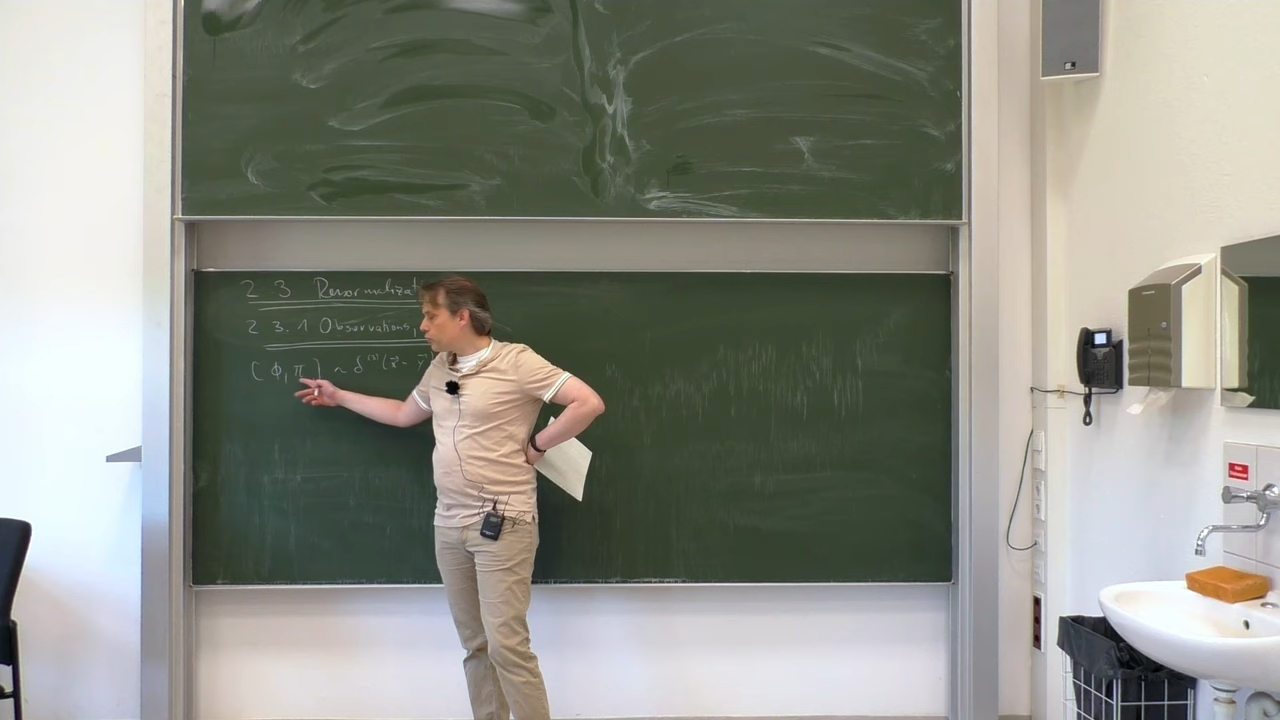 2.3 Renormalizat
2.3.1 Observations,
[ϕ, π] ~ δ⁽³⁾(x⃗ - y⃗